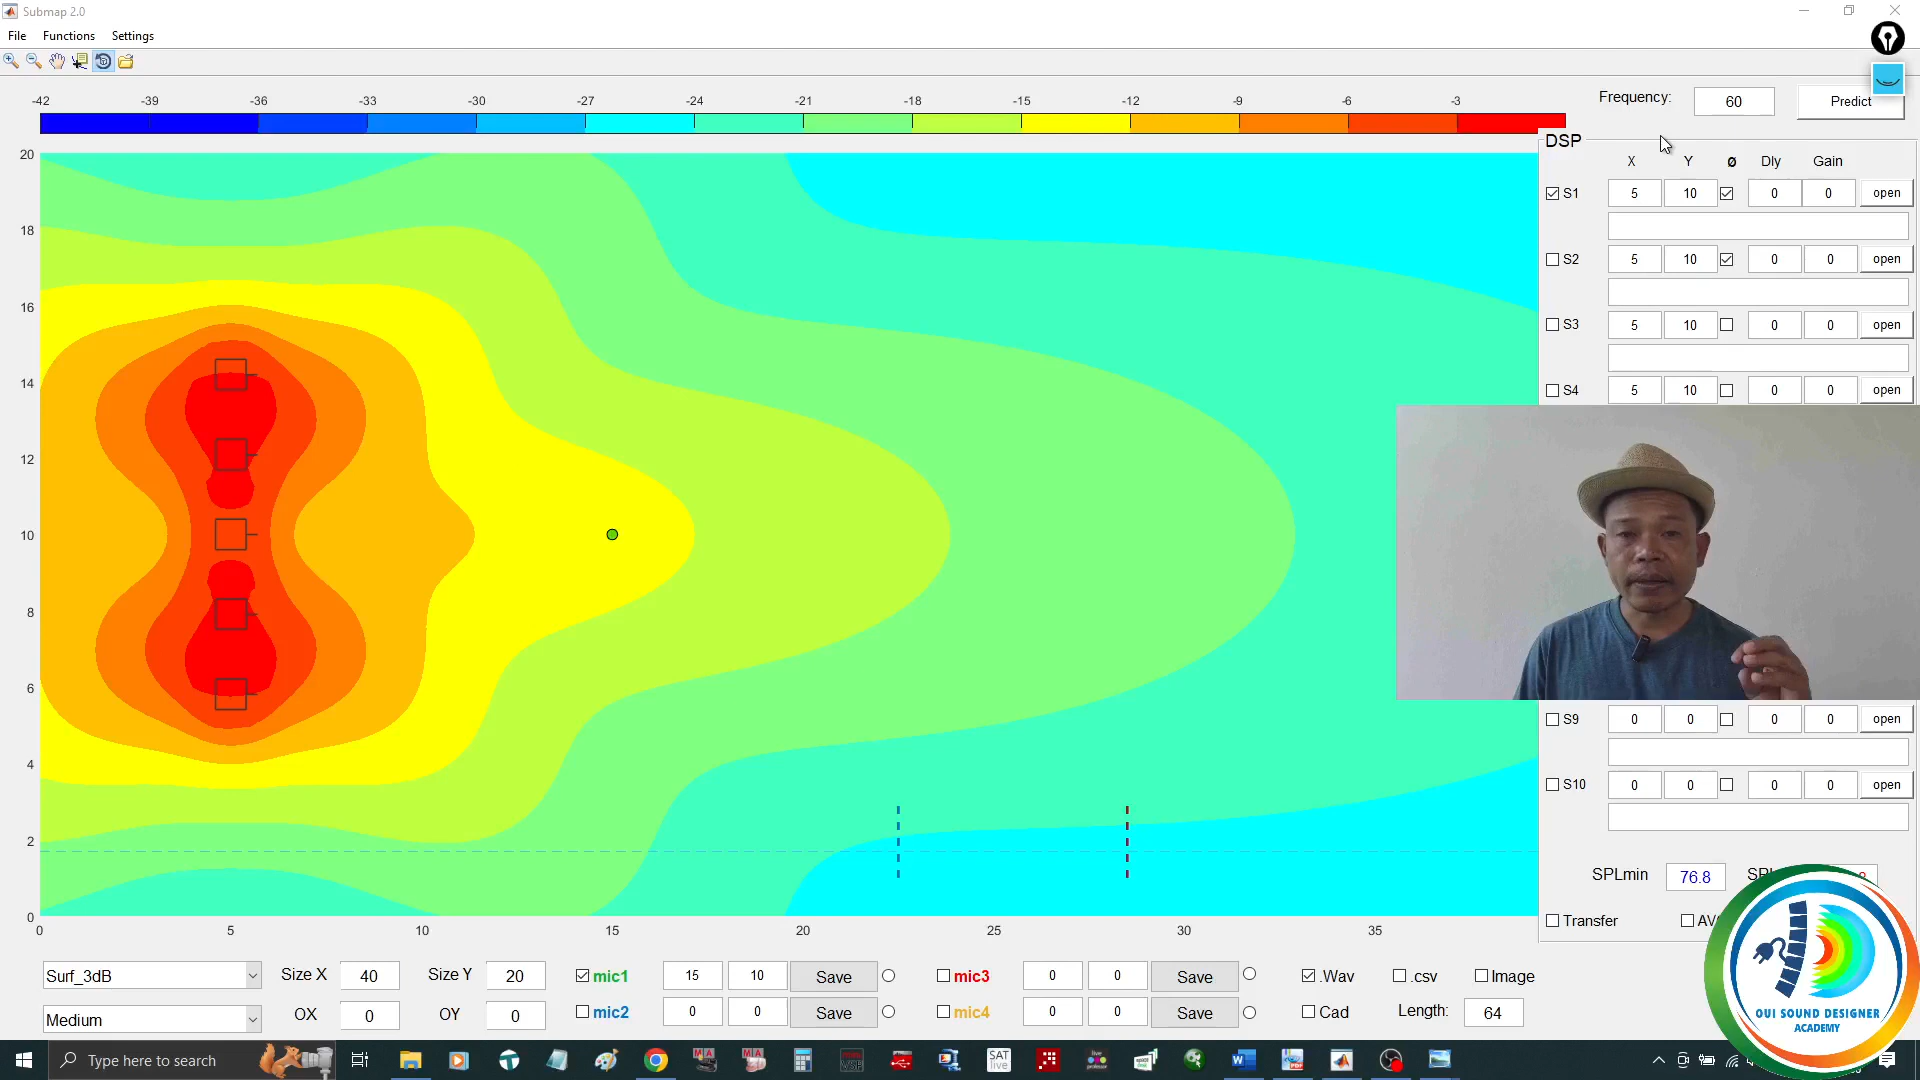 Submap 2.0
File Functions Settings
-42 -39 -36 -33 -30 -27 -24 -21 -18 -15 -12 -9 -6 -3
Frequency: 60 Predict
DSP
X Y Ø Dly Gain
S1 5 10 0 0 open
S2 5 10 0 0 open
S3 5 10 0 0 open
S4 5 10 0 0 open
S9 0 0 0 0 open
S10 0 0 0 0 open
SPLmin 76.8
Transfer
20
18
16
14
12
10
8
6
4
2
0
0 5 10 15 20 25 30 35
Surf_3dB Size X 40 Size Y 20 mic1 15 10 Save mic3 0 0 Save .Wav .csv Image
Medium OX 0 OY 0 mic2 0 0 Save mic4 0 0 Save Cad Length: 64
OUI SOUND DESIGNER
ACADEMY
Type here to search
SAT
live